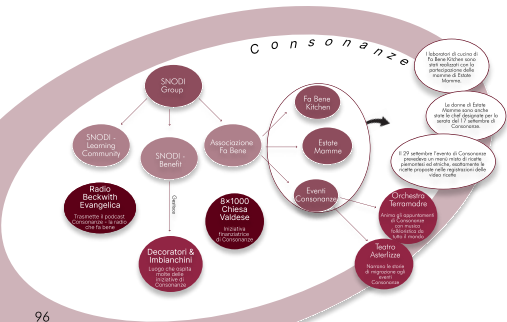 Consonanze
SNODI
Group
SNODI -
Learning
Community
SNODI -
Benefit
Associazione
Fa Bene
Fa Bene
Kitchen
Estate
Mamme
Eventi
Consonanze
I laboratori di cucina di
Fa Bene Kitchen sono
stati realizzati con la
partecipazione delle
mamme di Estate
Mamme.
Le donne di Estate
Mamme sono anche
state le chef designate per la
serata del 17 settembre di
Consonanze.
Il 29 settembre l'evento di Consonanze
prevedeva un menù misto di ricette
piemontesi ed etniche, esattamente le
ricette proposte nelle registrazioni delle
video ricette
Radio
Beckwith
Evangelica
Trasmette il podcast
Consonanze - la radio
che fa bene
8×1000
Chiesa
Valdese
Iniziativa
finanziatrice
di Consonanze
Decoratori &
Imbianchini
Luogo che ospita
molte delle
iniziative di
Consonanze
Orchestra
Terramadre
Anima gli appuntamenti
di Consonanze
con musica
folkloristica da
tutto il mondo
Teatro
Asterlizze
Narrano le storie
di migrazione agli
eventi
Consonanze
96